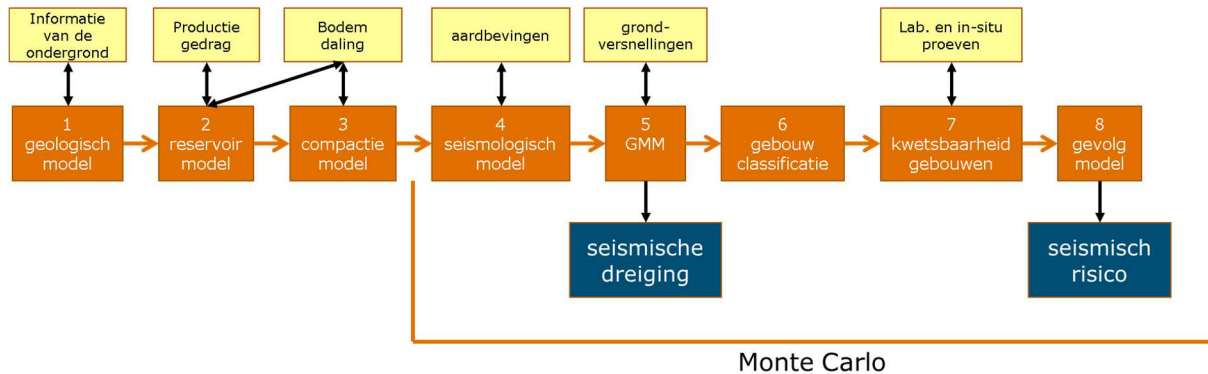 Informatie
van de
ondergrond
Productie
gedrag
Bodem
daling
aardbevingen
grond-
versnellingen
Lab. en in-situ
proeven
1
geologisch
model
2
reservoir
model
3
compactie
model
4
seismologisch
model
5
GMM
6
gebouw
classificatie
7
kwetsbaarheid
gebouwen
8
gevolg
model
seismische
dreiging
seismisch
risico
Monte Carlo